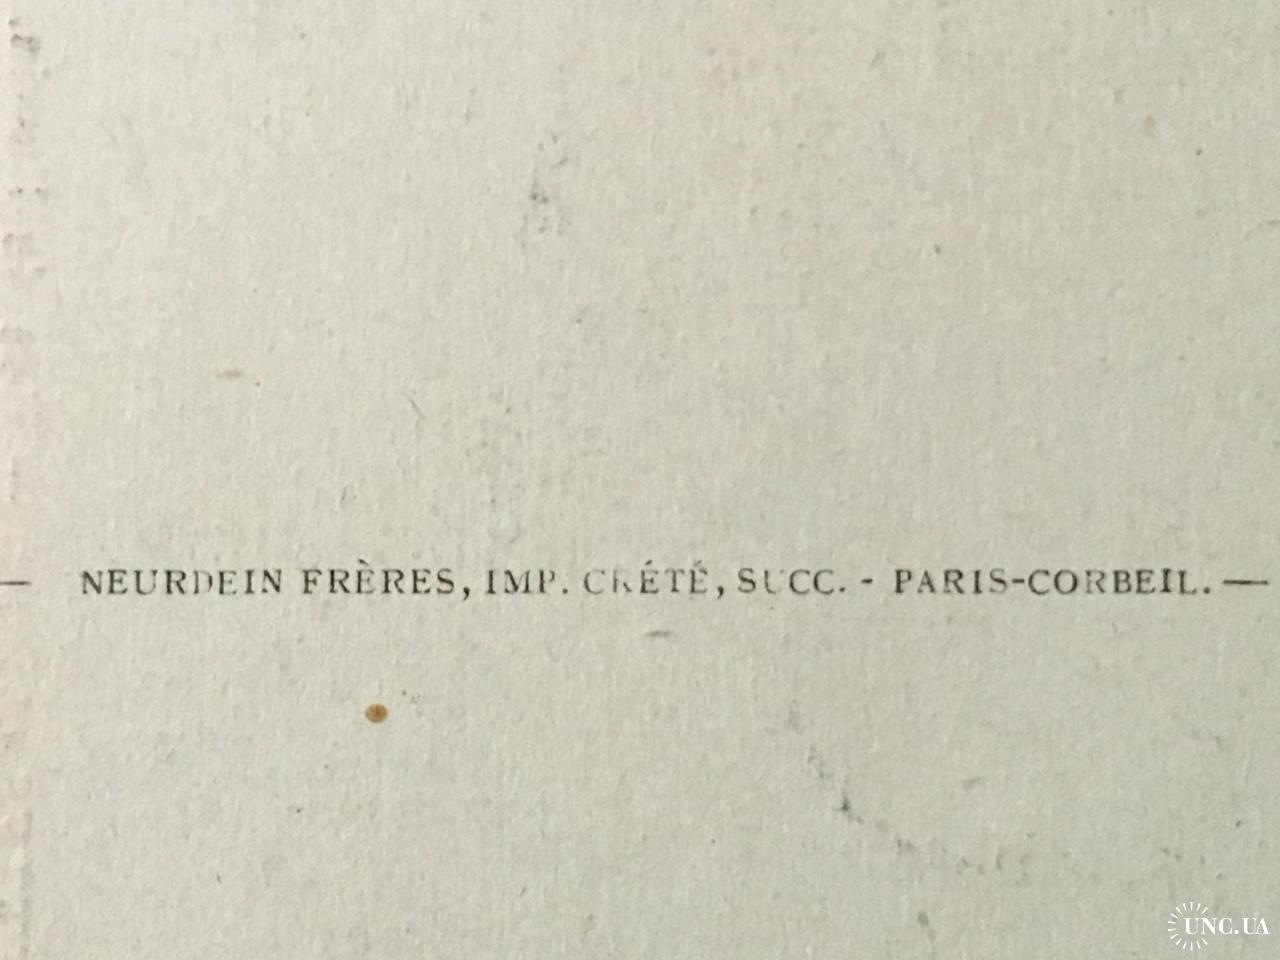 — NEURDEIN FRÈRES, IMP. CRÉTÉ, SUCC. - PARIS-CORBEIL. —
UNC.UA